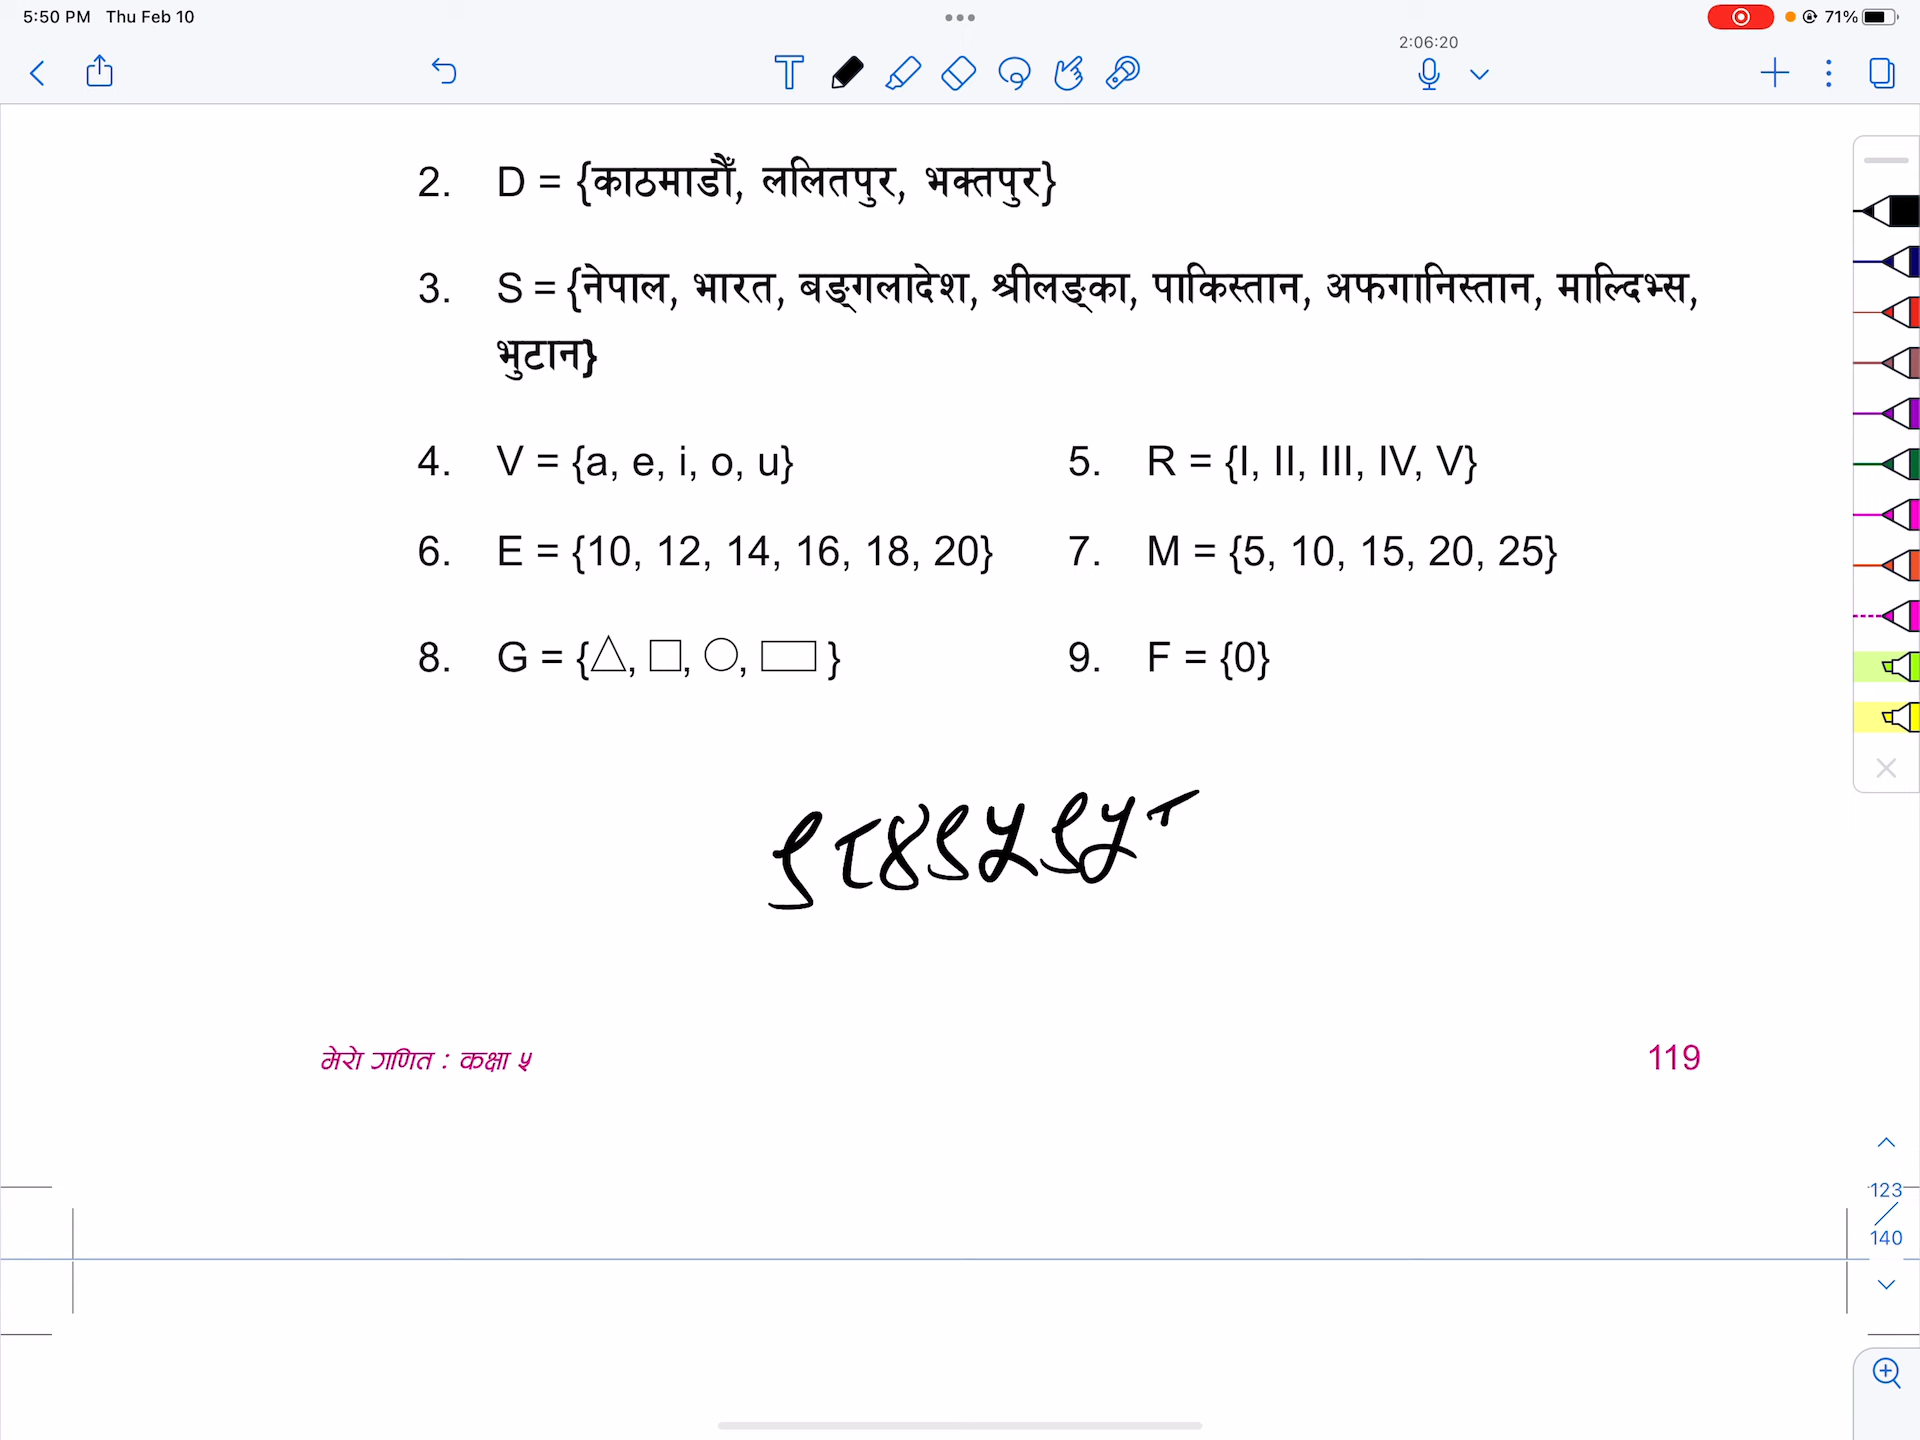 5:50 PM Thu Feb 10
71%
2:06:20
2. D = {काठमाडौँ, ललितपुर, भक्तपुर}
3. S = {नेपाल, भारत, बङ्गलादेश, श्रीलङ्का, पाकिस्तान, अफगानिस्तान, माल्दिभ्स,
भुटान}
4. V = {a, e, i, o, u}
5. R = {I, II, III, IV, V}
6. E = {10, 12, 14, 16, 18, 20}
7. M = {5, 10, 15, 20, 25}
8. G = {△, □, ○, ▭}
9. F = {0}
मेरो गणित : कक्षा ५
119
123
140